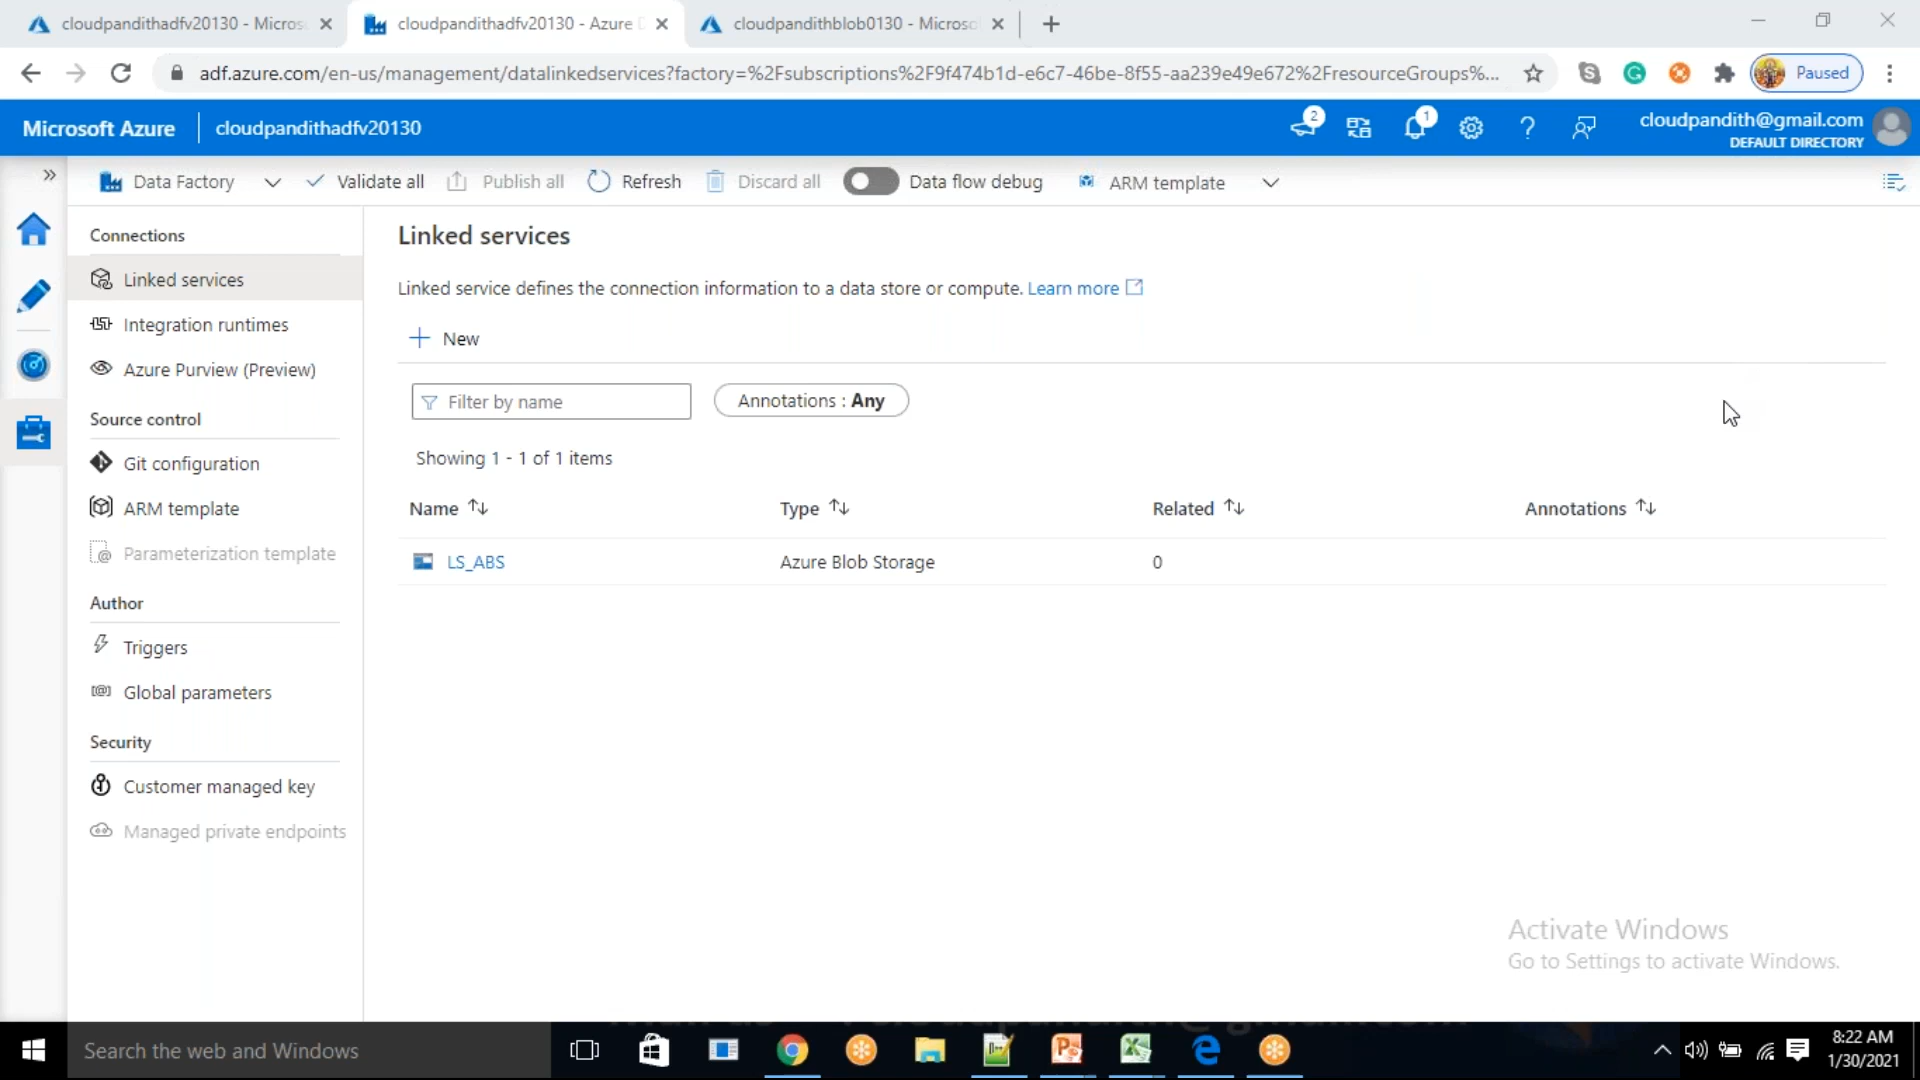 cloudpandithadfv20130 - Micros
cloudpandithadfv20130 - Azure D
cloudpandithblob0130 - Microso
adf.azure.com/en-us/management/datalinkedservices?factory=%2Fsubscriptions%2F9f474b1d-e6c7-46be-8f55-aa239e49e672%2FresourceGroups%...
Paused
Microsoft Azure
cloudpandithadfv20130
2
1
cloudpandith@gmail.com
DEFAULT DIRECTORY
Data Factory
Validate all
Publish all
Refresh
Discard all
Data flow debug
ARM template
Connections
Linked services
Integration runtimes
Azure Purview (Preview)
Source control
Git configuration
ARM template
Parameterization template
Author
Triggers
Global parameters
Security
Customer managed key
Managed private endpoints
Linked services
Linked service defines the connection information to a data store or compute. Learn more
New
Filter by name
Annotations : Any
Showing 1 - 1 of 1 items
Name Type Related Annotations
LS_ABS Azure Blob Storage 0
Activate Windows
Go to Settings to activate Windows.
Search the web and Windows
8:22 AM
1/30/2021